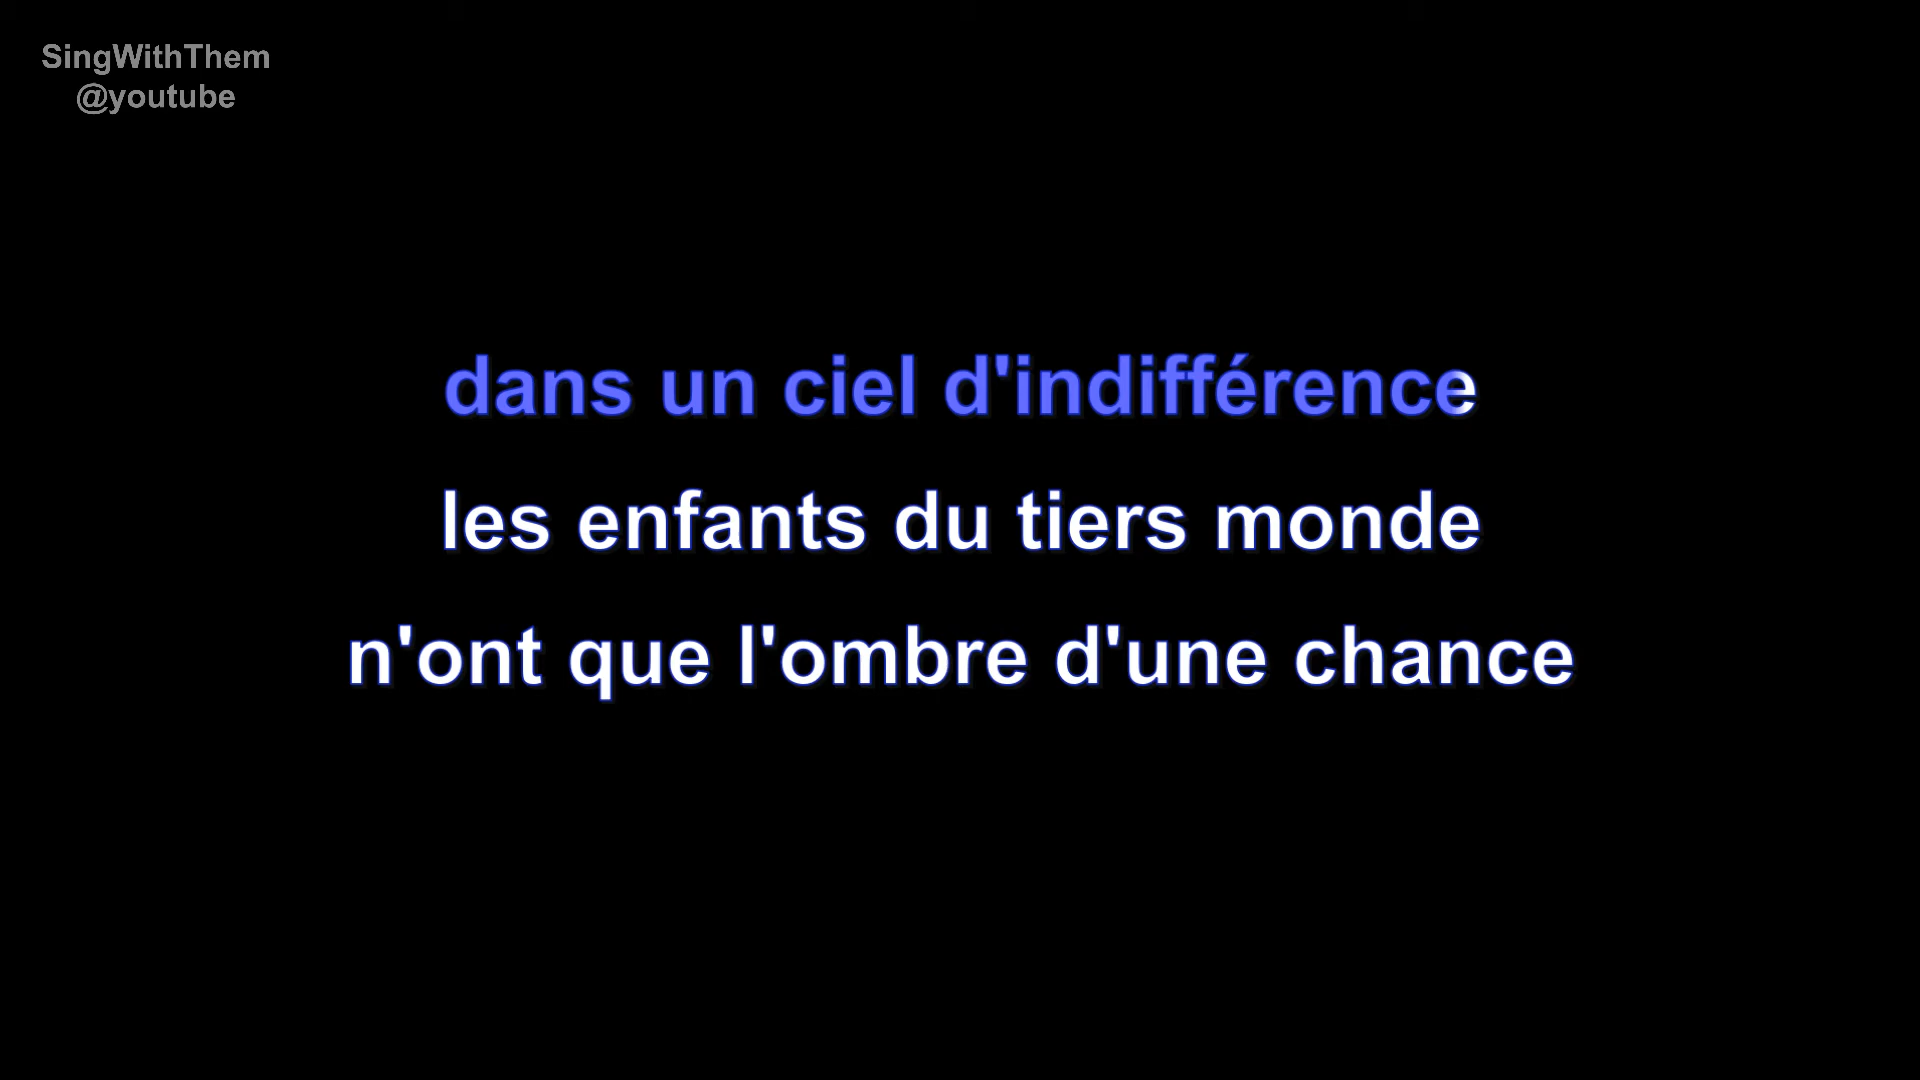 SingWithThem
@youtube
dans un ciel d'indifférence
les enfants du tiers monde
n'ont que l'ombre d'une chance